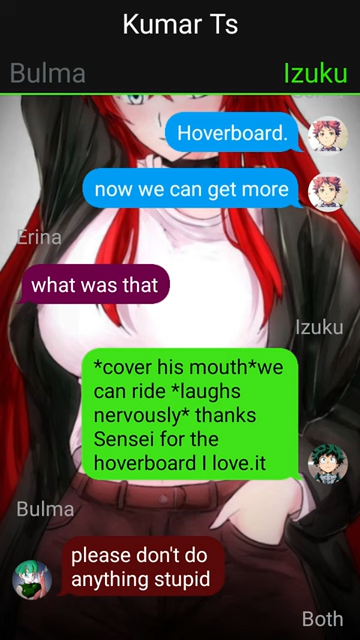 Kumar Ts
Bulma
Izuku
Hoverboard.
now we can get more
Erina
what was that
Izuku
*cover his mouth*we
can ride *laughs
nervously* thanks
Sensei for the
hoverboard I love.it
Bulma
please don't do
anything stupid
Both